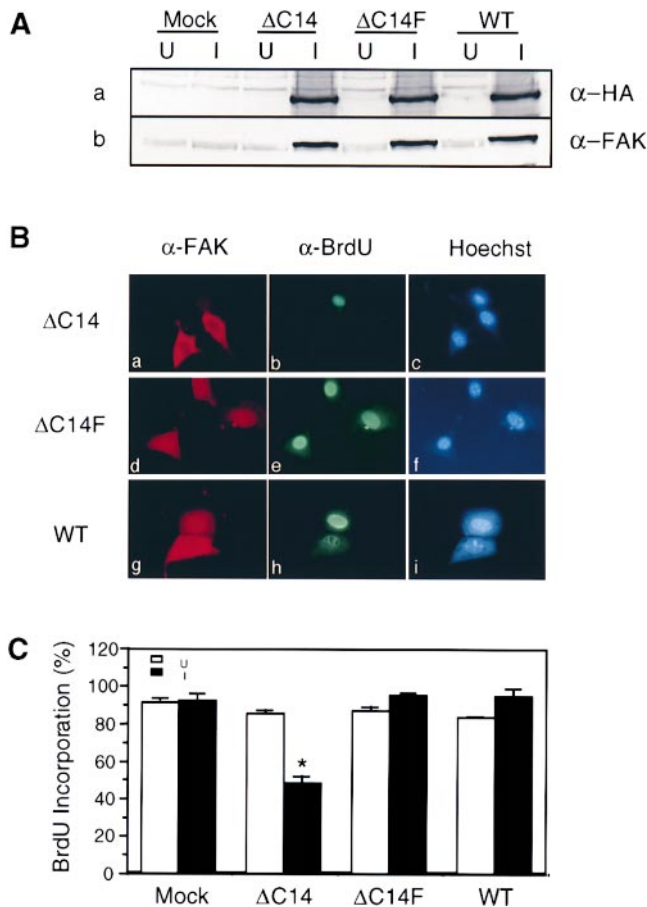 A
Mock ΔC14 ΔC14F WT
U I U I U I U I
a α–HA
b α–FAK
B
α-FAK α-BrdU Hoechst
ΔC14
a b c
ΔC14F
d e f
WT
g h i
C
BrdU Incorporation (%)
120
100
80
60
40
20
0
U
I
*
Mock ΔC14 ΔC14F WT